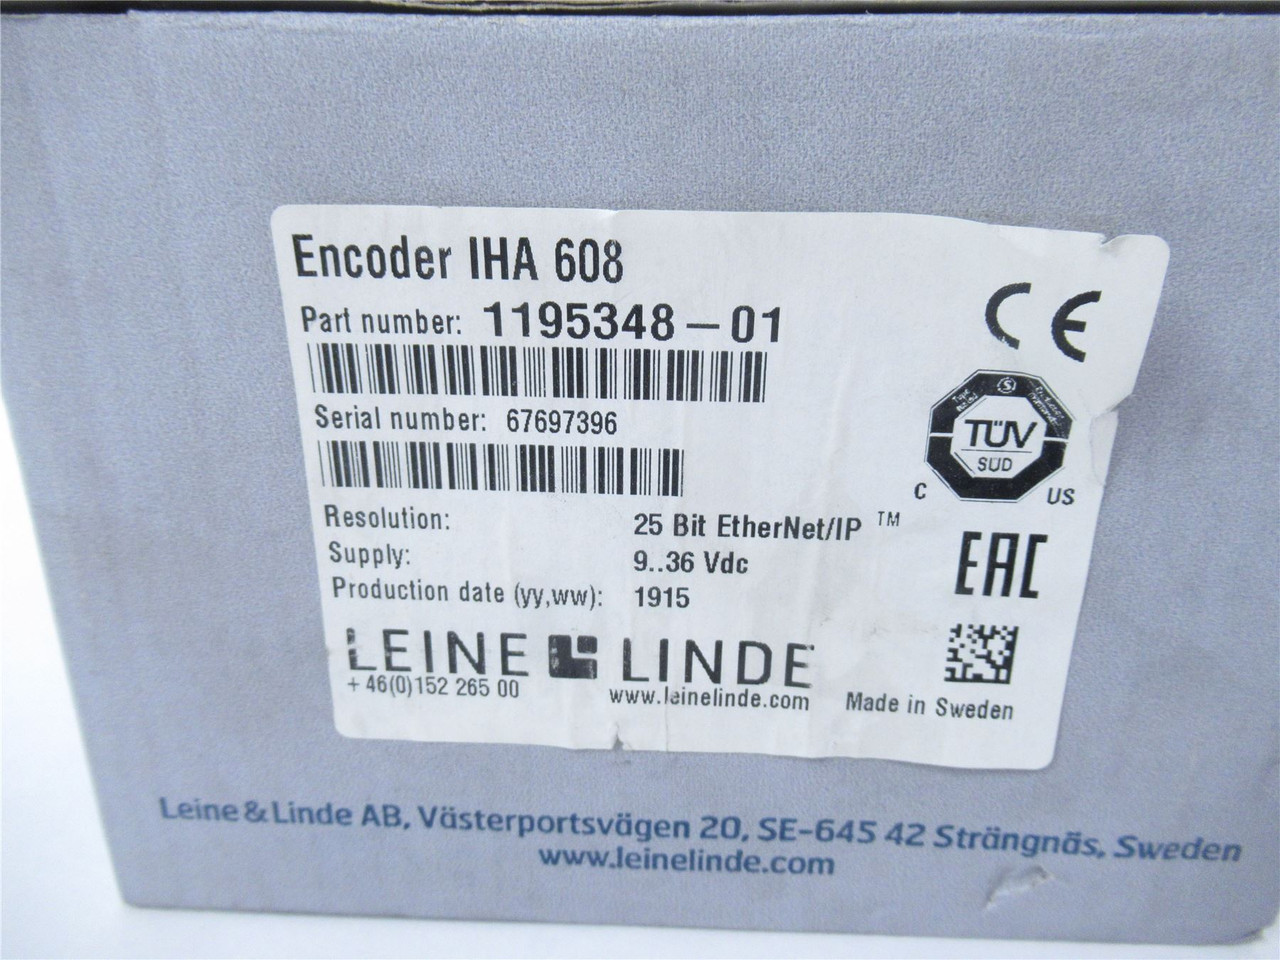 Encoder IHA 608
Part number: 1195348-01
Serial number: 67697396
Resolution: 25 Bit EtherNet/IP ™
Supply: 9..36 Vdc
Production date (yy,ww): 1915
LEINE LINDE
+ 46(0)152 265 00
www.leinelinde.com
CE
TÜV
SÜD
C US
EAC
Made in Sweden
Leine & Linde AB, Västerportsvägen 20, SE-645 42 Strängnäs, Sweden
www.leinelinde.com